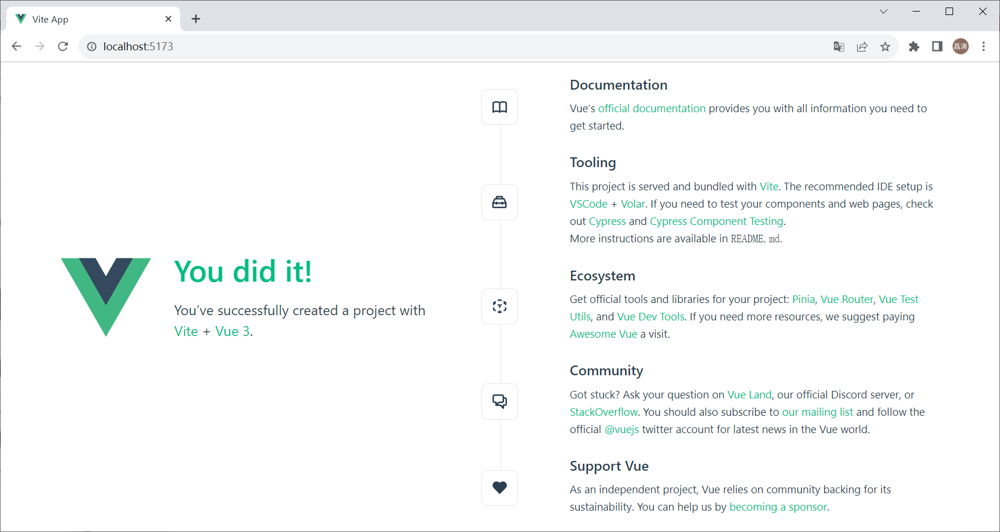 Vite App
localhost:5173
昌涛
You did it!
You’ve successfully created a project with
Vite + Vue 3.
Documentation
Vue’s official documentation provides you with all information you need to
get started.
Tooling
This project is served and bundled with Vite. The recommended IDE setup is
VSCode + Volar. If you need to test your components and web pages, check
out Cypress and Cypress Component Testing.
More instructions are available in README.md.
Ecosystem
Get official tools and libraries for your project: Pinia, Vue Router, Vue Test
Utils, and Vue Dev Tools. If you need more resources, we suggest paying
Awesome Vue a visit.
Community
Got stuck? Ask your question on Vue Land, our official Discord server, or
StackOverflow. You should also subscribe to our mailing list and follow the
official @vuejs twitter account for latest news in the Vue world.
Support Vue
As an independent project, Vue relies on community backing for its
sustainability. You can help us by becoming a sponsor.